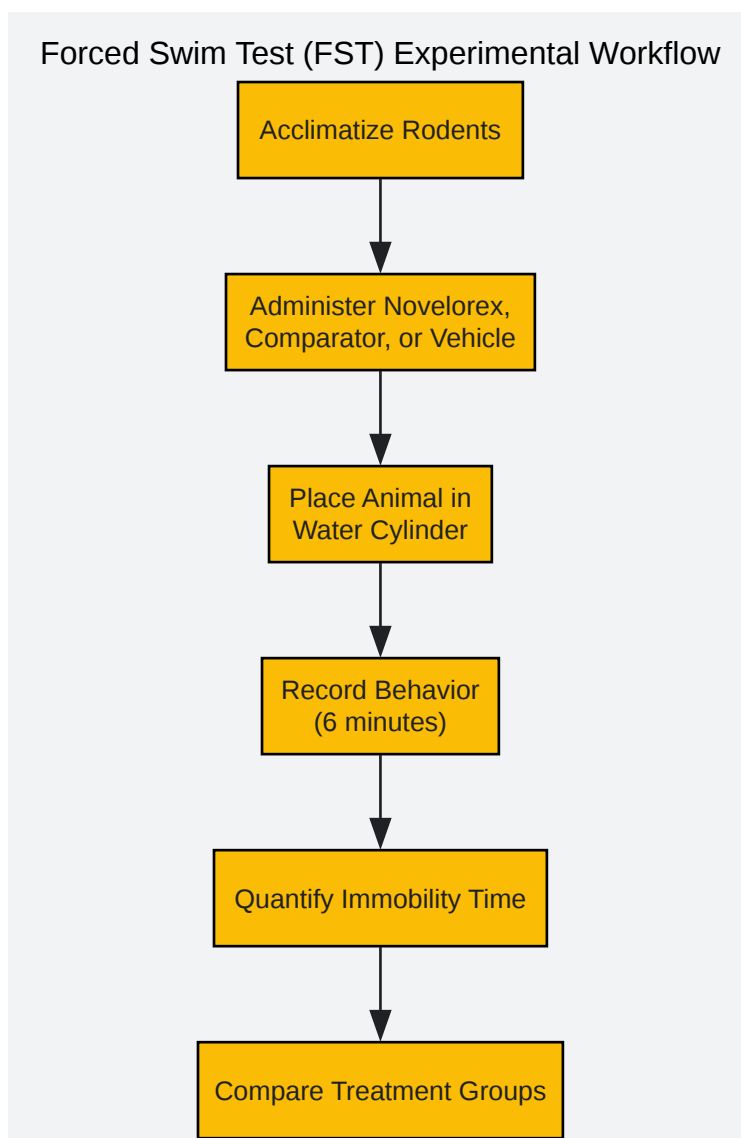 Forced Swim Test (FST) Experimental Workflow
Acclimatize Rodents
Administer Novelorex,
Comparator, or Vehicle
Place Animal in
Water Cylinder
Record Behavior
(6 minutes)
Quantify Immobility Time
Compare Treatment Groups